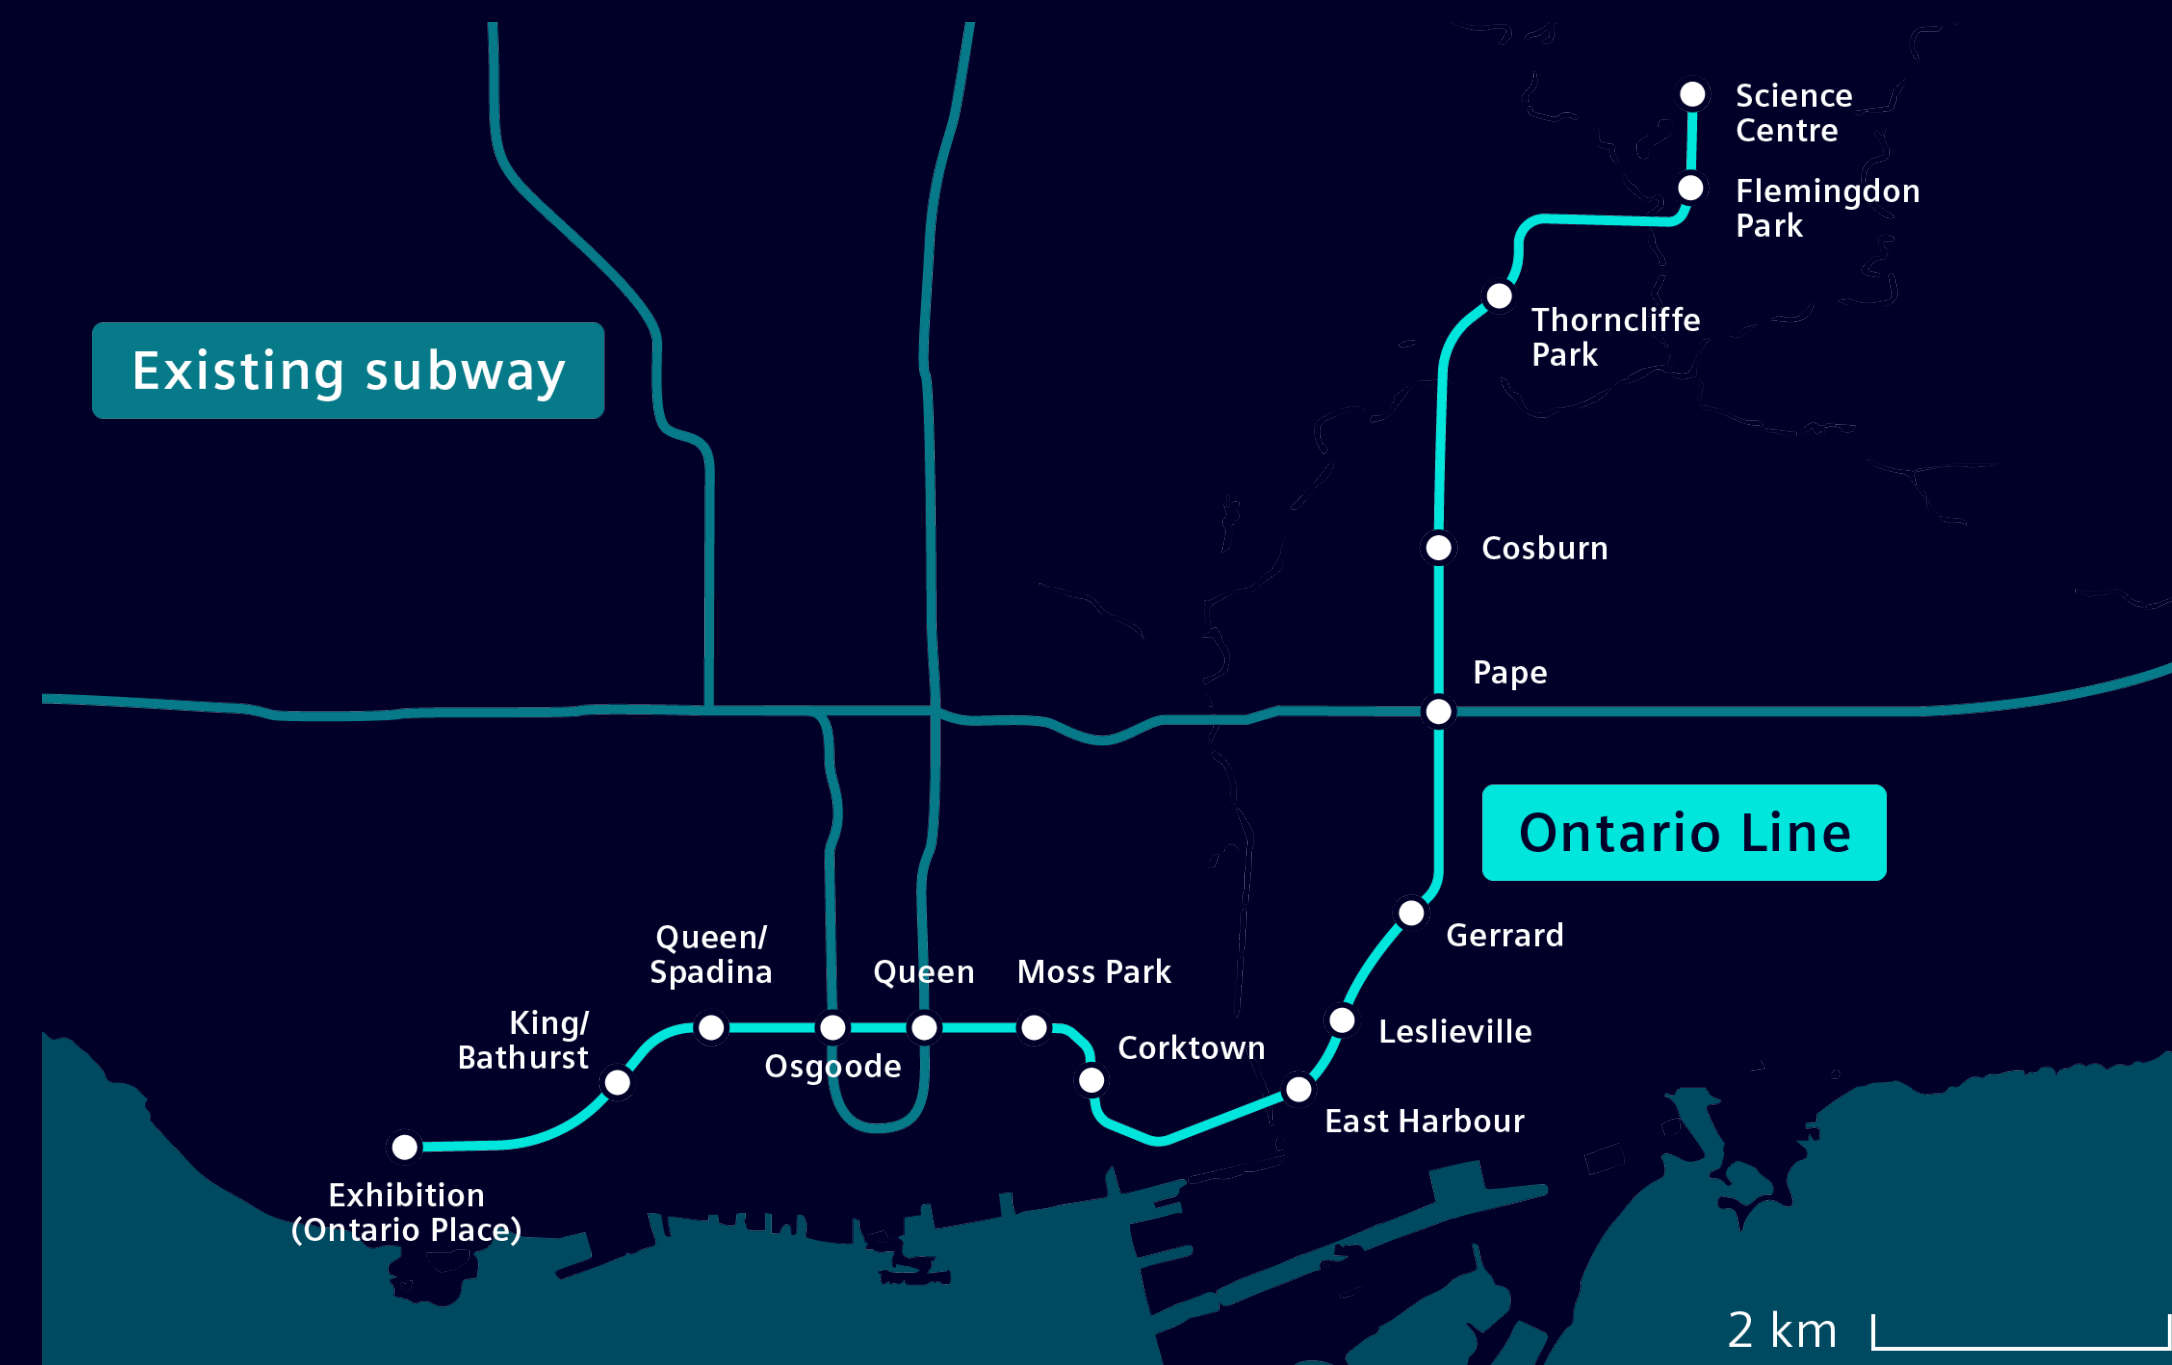 Science
Centre
Flemingdon
Park
Thorncliffe
Park
Existing subway
Cosburn
Pape
Ontario Line
Gerrard
Queen/
Spadina
Queen
Moss Park
King/
Bathurst
Osgoode
Corktown
Leslieville
East Harbour
Exhibition
(Ontario Place)
2 km